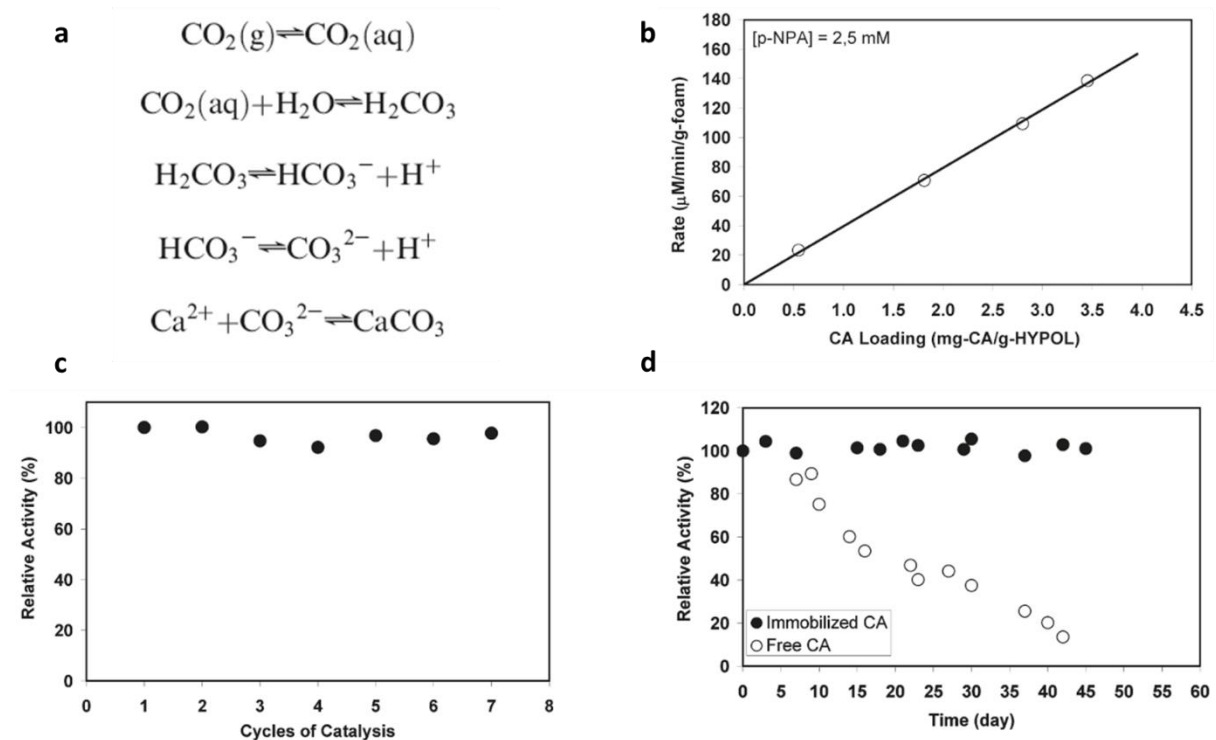 a
CO₂(g)⇌CO₂(aq)
CO₂(aq)+H₂O⇌H₂CO₃
H₂CO₃⇌HCO₃⁻+H⁺
HCO₃⁻⇌CO₃²⁻+H⁺
Ca²⁺+CO₃²⁻⇌CaCO₃
b
[p-NPA] = 2,5 mM
Rate (µM/min/g-foam)
180
160
140
120
100
80
60
40
20
0
0.0 0.5 1.0 1.5 2.0 2.5 3.0 3.5 4.0 4.5
CA Loading (mg-CA/g-HYPOL)
c
Relative Activity (%)
100
80
60
40
20
0
0 1 2 3 4 5 6 7 8
Cycles of Catalysis
d
Relative Activity (%)
120
100
80
60
40
20
0
Immobilized CA
Free CA
0 5 10 15 20 25 30 35 40 45 50 55 60
Time (day)